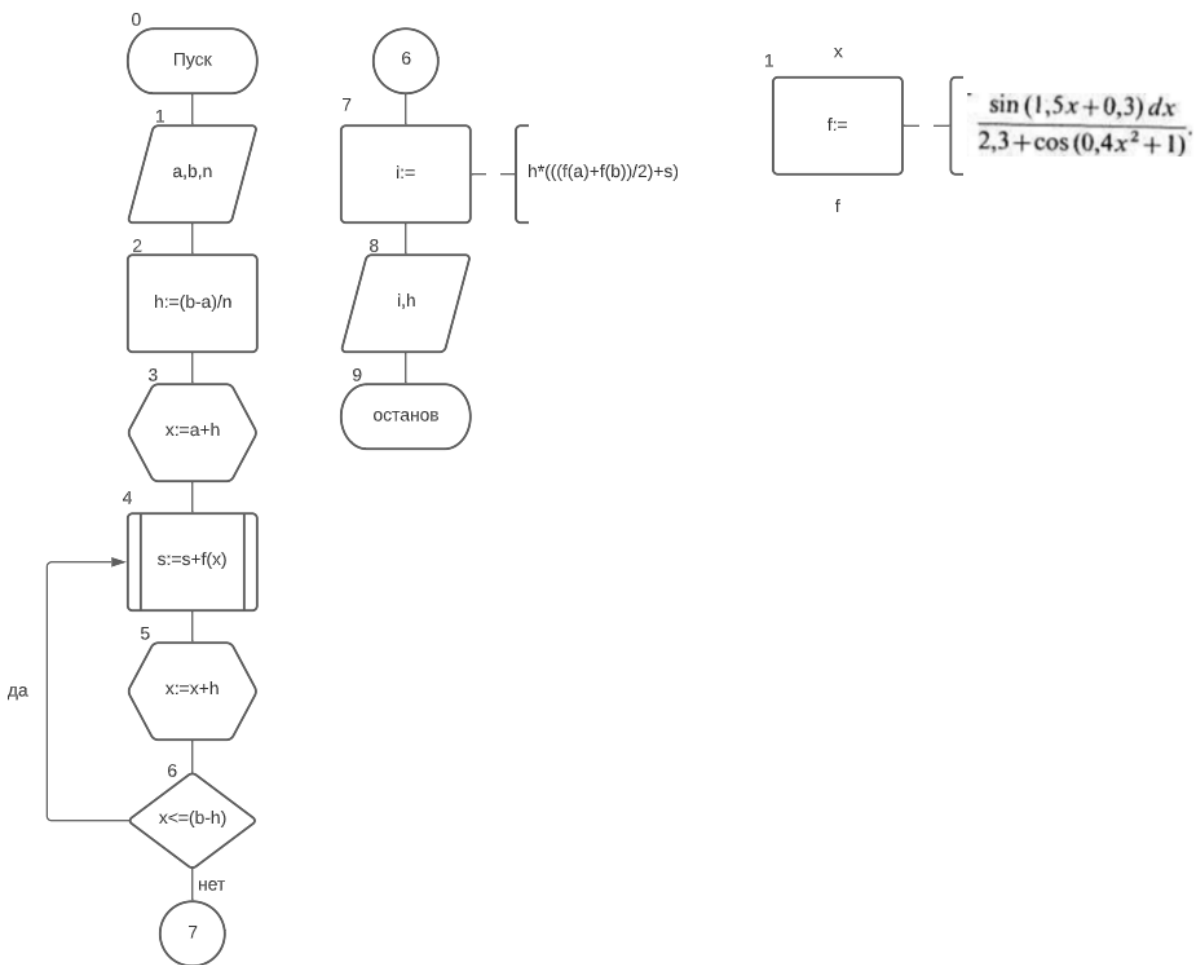 0
Пуск
1
a,b,n
2
h:=(b-a)/n
3
x:=a+h
4
s:=s+f(x)
5
x:=x+h
да
6
x<=(b-h)
нет
7
6
7
i:=
h*(((f(a)+f(b))/2)+s)
8
i,h
9
останов
x
1
f:=
sin (1,5x+0,3) dx
2,3+cos (0,4x²+1)
f